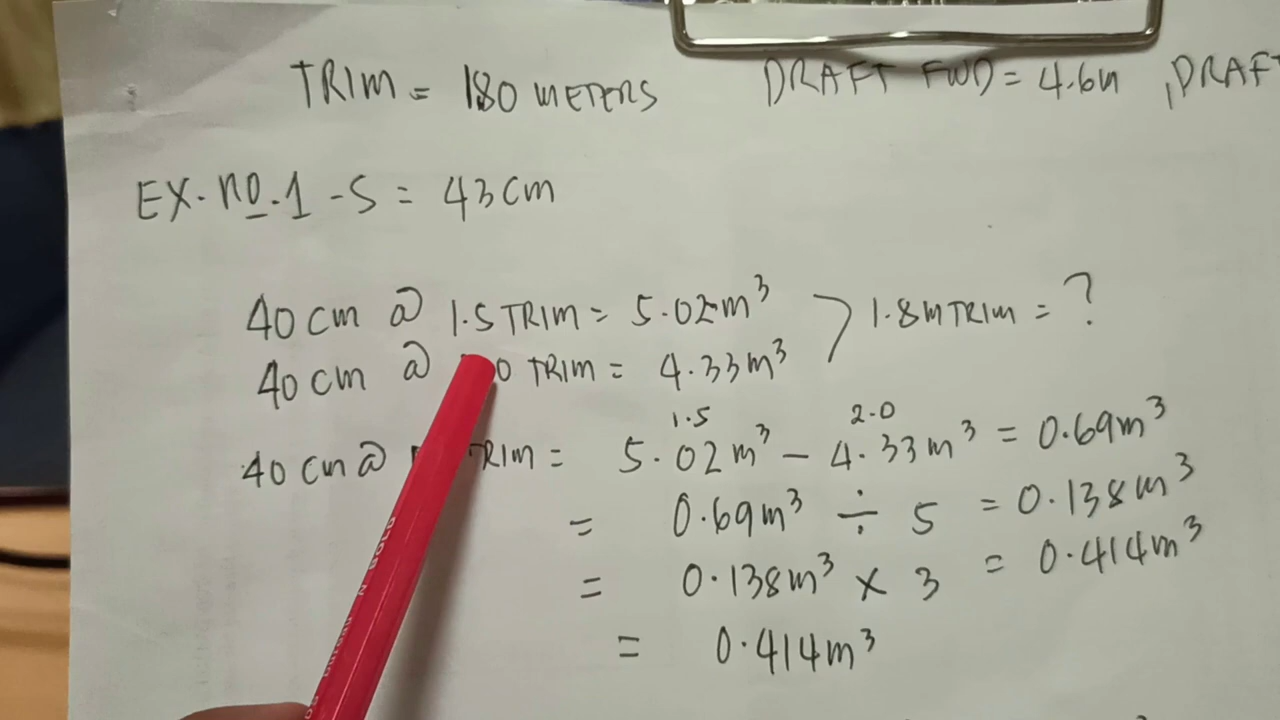 TRIM = 180 METERS DRAFT FWD = 4.6m , DRAFT
EX. No. 1 - S = 43cm
40 cm @ 1.5 TRIM = 5.02m³
1.8m TRIM = ?
40 cm @ 0 TRIM = 4.33m³
1.5 2.0
40 cm @ TRIM = 5.02m³ - 4.33m³ = 0.69m³
= 0.69m³ ÷ 5 = 0.138m³
= 0.138m³ x 3 = 0.414m³
= 0.414m³